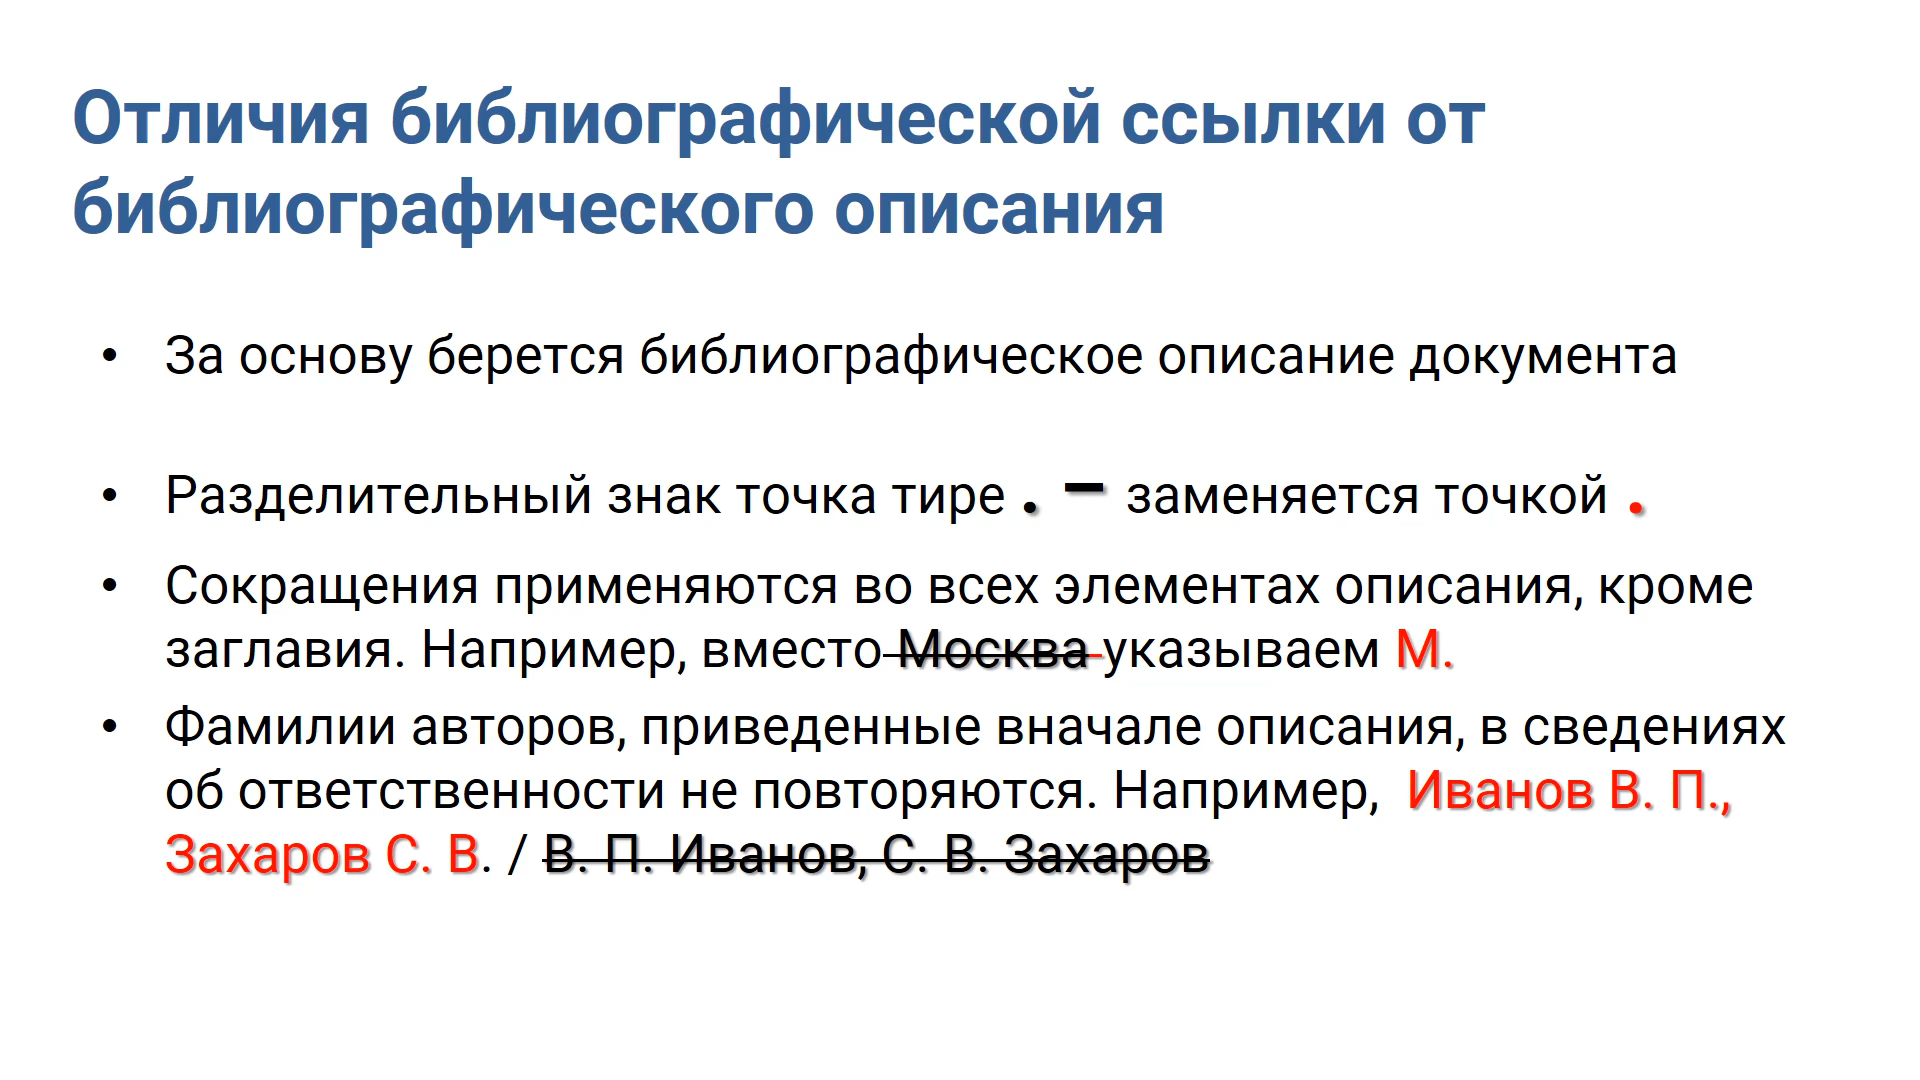 Отличия библиографической ссылки от
библиографического описания
• За основу берется библиографическое описание документа
• Разделительный знак точка тире . – заменяется точкой .
• Сокращения применяются во всех элементах описания, кроме
заглавия. Например, вместо Москва указываем М.
• Фамилии авторов, приведенные вначале описания, в сведениях
об ответственности не повторяются. Например, Иванов В. П.,
Захаров С. В. / В. П. Иванов, С. В. Захаров